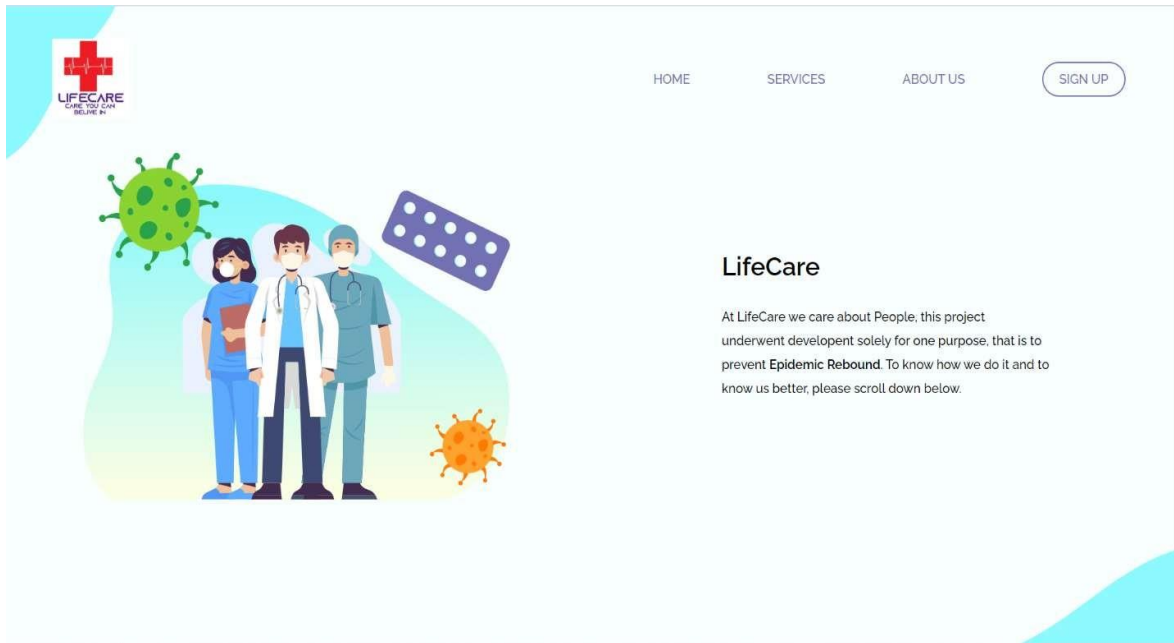 LIFECARE
CARE YOU CAN
BELIVE IN
HOME
SERVICES
ABOUT US
SIGN UP
LifeCare
At LifeCare we care about People, this project
underwent developent solely for one purpose, that is to
prevent Epidemic Rebound. To know how we do it and to
know us better, please scroll down below.